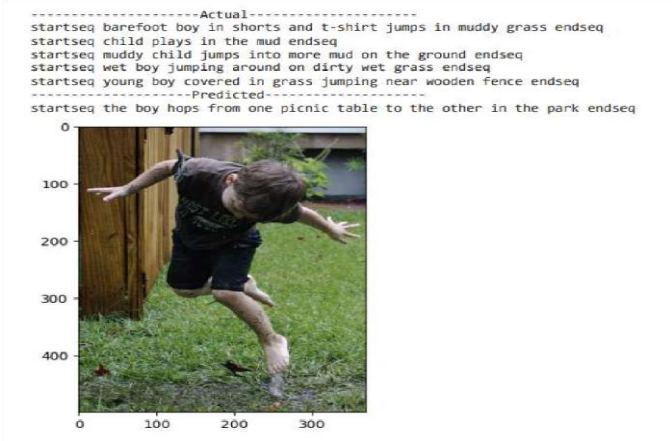 ---------------------Actual---------------------
startseq barefoot boy in shorts and t-shirt jumps in muddy grass endseq
startseq child plays in the mud endseq
startseq muddy child jumps into more mud on the ground endseq
startseq wet boy jumping around on dirty wet grass endseq
startseq young boy covered in grass jumping near wooden fence endseq
--------------------Predicted--------------------
startseq the boy hops from one picnic table to the other in the park endseq
0
100
200
300
400
0 100 200 300